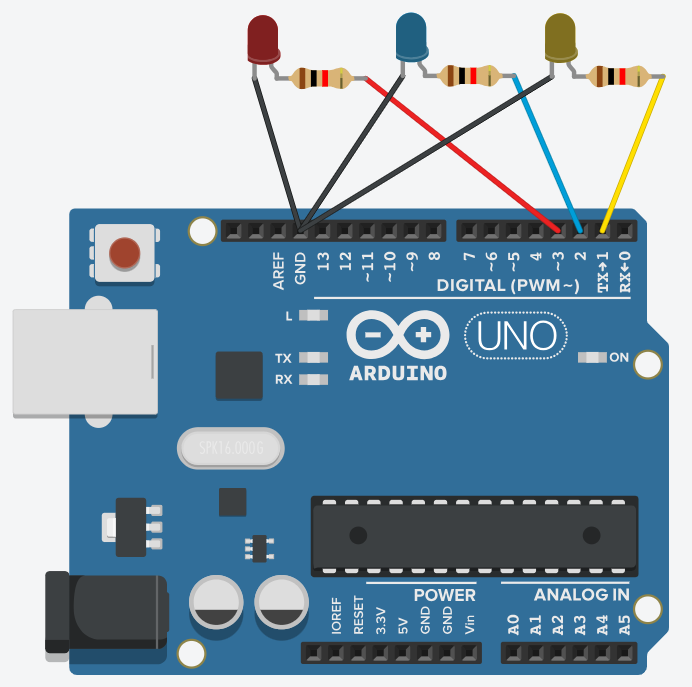 AREF
GND
13
12
~11
~10
~9
8
7
~6
~5
4
~3
2
TX→1
RX←0
DIGITAL (PWM~)
L
TX
RX
ARDUINO
UNO
ON
SPK16.000G
POWER
ANALOG IN
IOREF
RESET
3.3V
5V
GND
GND
Vin
A0
A1
A2
A3
A4
A5